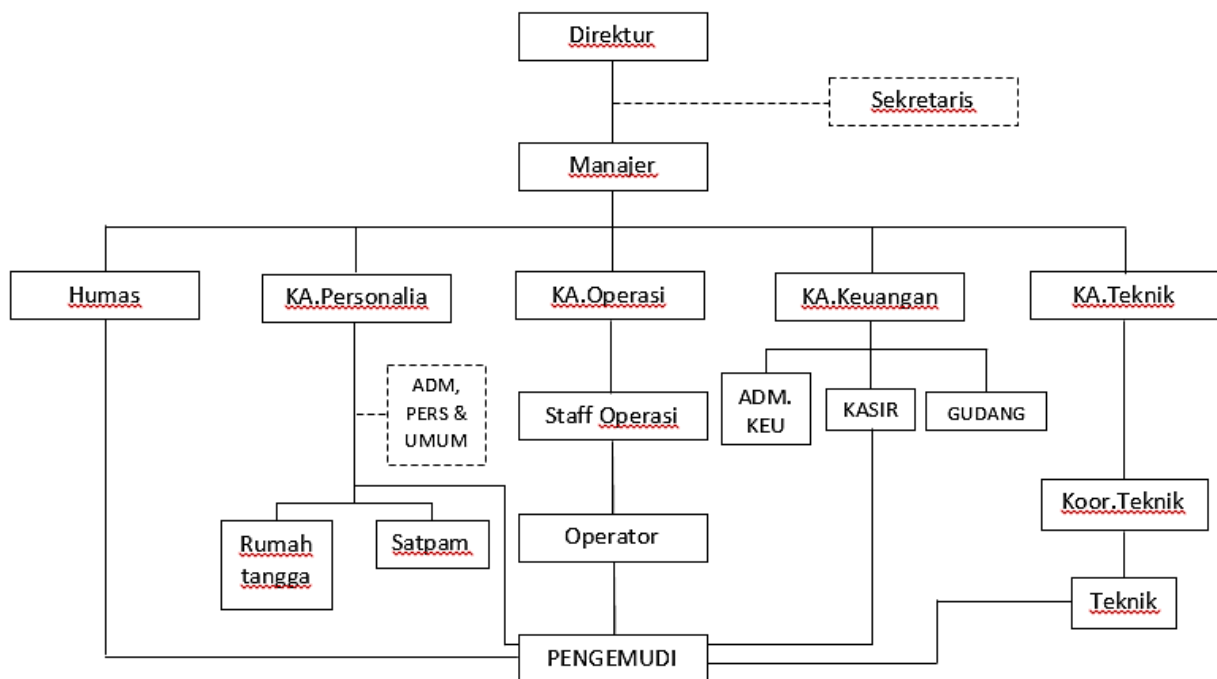 Direktur
Sekretaris
Manajer
Humas
KA.Personalia
KA.Operasi
KA.Keuangan
KA.Teknik
ADM,
PERS &
UMUM
Staff Operasi
ADM.
KEU
KASIR
GUDANG
Koor.Teknik
Rumah
tangga
Satpam
Operator
Teknik
PENGEMUDI